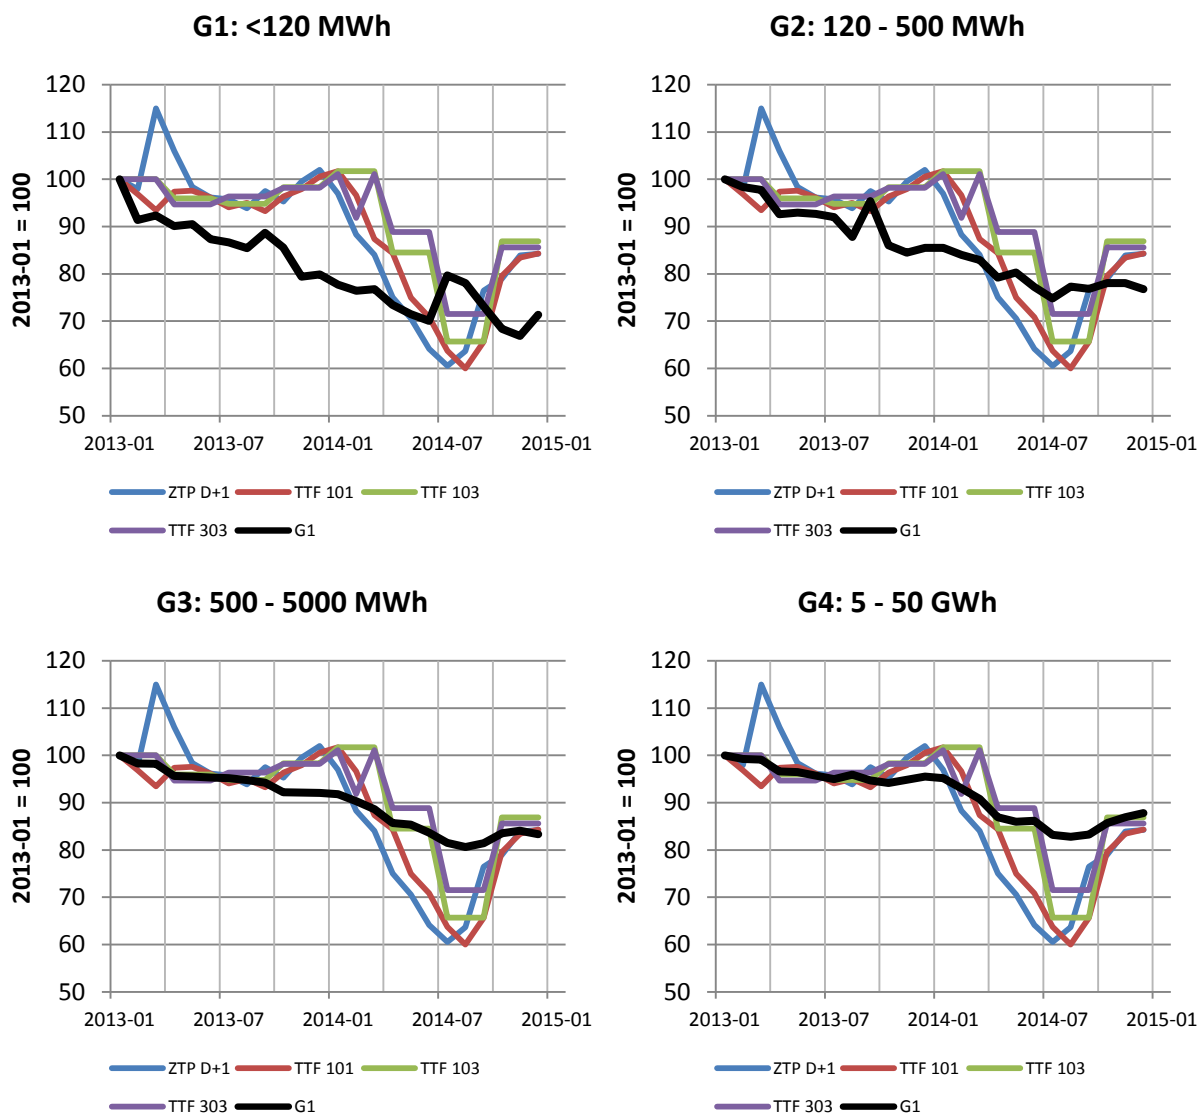 G1: <120 MWh
G2: 120 - 500 MWh
120
110
100
90
80
70
60
50
2013 -01 = 100
2013-01 2013-07 2014-01 2014-07 2015-01
ZTP D+1 TTF 101 TTF 103
TTF 303 G1
120
110
100
90
80
70
60
50
2013 -01 = 100
2013-01 2013-07 2014-01 2014-07 2015-01
ZTP D+1 TTF 101 TTF 103
TTF 303 G1
G3: 500 - 5000 MWh
G4: 5 - 50 GWh
120
110
100
90
80
70
60
50
2013 -01 = 100
2013-01 2013-07 2014-01 2014-07 2015-01
ZTP D+1 TTF 101 TTF 103
TTF 303 G1
120
110
100
90
80
70
60
50
2013 -01 = 100
2013-01 2013-07 2014-01 2014-07 2015-01
ZTP D+1 TTF 101 TTF 103
TTF 303 G1